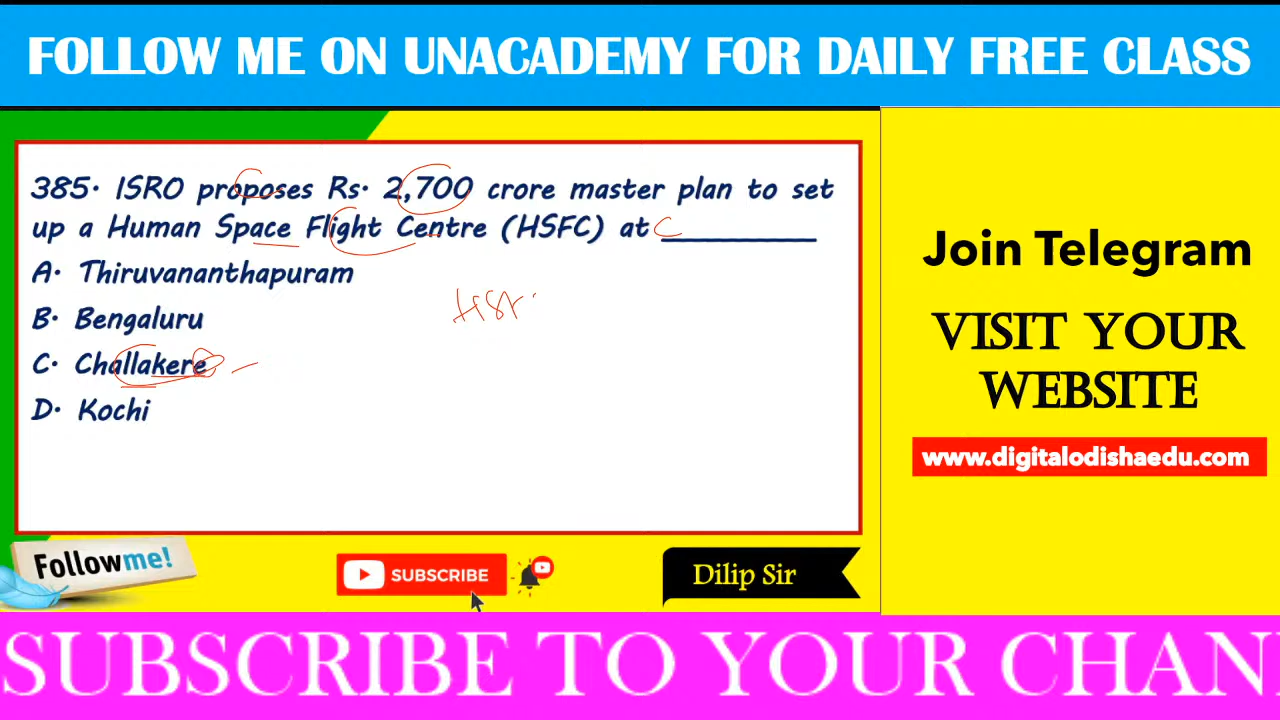 FOLLOW ME ON UNACADEMY FOR DAILY FREE CLASS
385. ISRO proposes Rs. 2,700 crore master plan to set
up a Human Space Flight Centre (HSFC) at C __________
A. Thiruvananthapuram
B. Bengaluru
C. Challakere
D. Kochi
Join Telegram
VISIT YOUR
WEBSITE
www.digitalodishaedu.com
Followme!
SUBSCRIBE
Dilip Sir
SUBSCRIBE TO YOUR CHAN